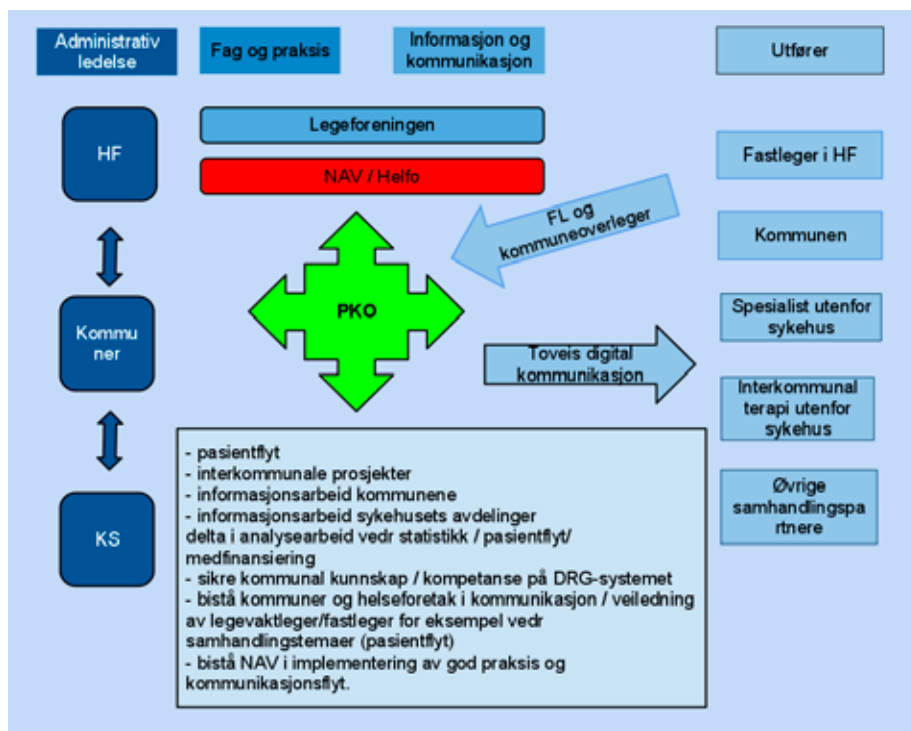 Administrativ
ledelse
Fag og praksis
Informasjon og
kommunikasjon
Utfører
HF
Legeforeningen
NAV / Helfo
Fastleger i HF
FL og
kommuneoverleger
Kommunen
PKO
Kommu
ner
Spesialist utenfor
sykehus
Toveis digital
kommunikasjon
Interkommunal
terapi utenfor
sykehus
KS
- pasientflyt
- interkommunale prosjekter
- informasjonsarbeid kommunene
- informasjonsarbeid sykehusets avdelinger
delta i analysearbeid vedr statistikk / pasientflyt/
medfinansiering
- sikre kommunal kunnskap / kompetanse på DRG-systemet
- bistå kommuner og helseforetak i kommunikasjon / veiledning
av legevaktleger/fastleger for eksempel vedr
samhandlingstemaer (pasientflyt)
- bistå NAV i implementering av god praksis og
kommunikasjonsflyt.
Øvrige
samhandlingspa
rtnere